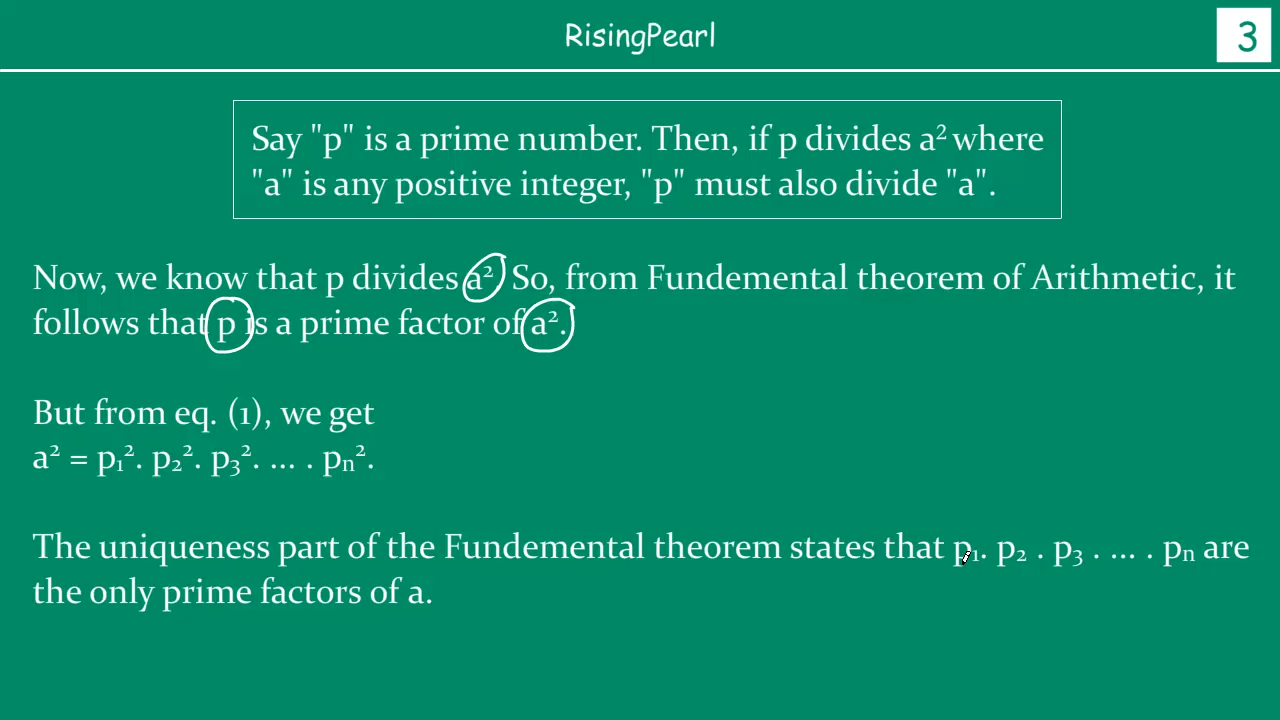 RisingPearl
3
Say "p" is a prime number. Then, if p divides a² where
"a" is any positive integer, "p" must also divide "a".
Now, we know that p divides a². So, from Fundemental theorem of Arithmetic, it
follows that p is a prime factor of a².
But from eq. (1), we get
a² = p₁². p₂². p₃². ... . pₙ².
The uniqueness part of the Fundemental theorem states that p₁. p₂ . p₃ . ... . pₙ are
the only prime factors of a.